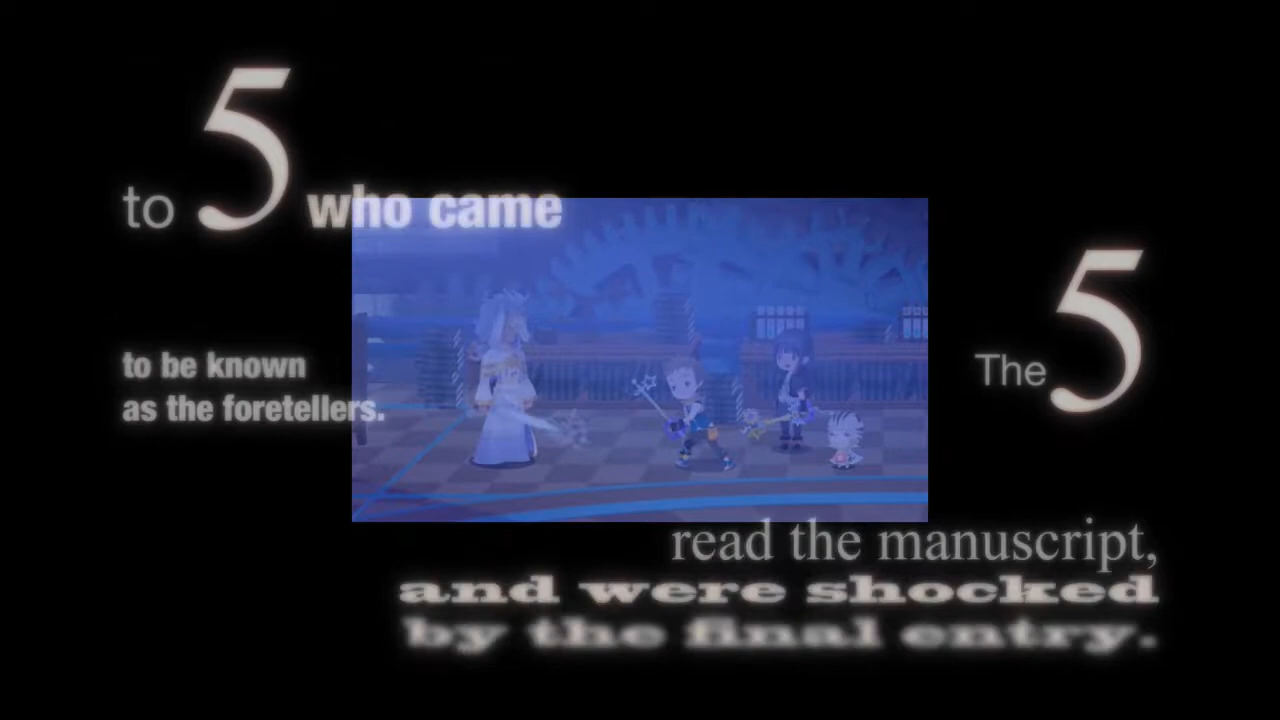 to 5 who came
to be known
as the foretellers.
The 5
read the manuscript,
and were shocked
by the final entry.